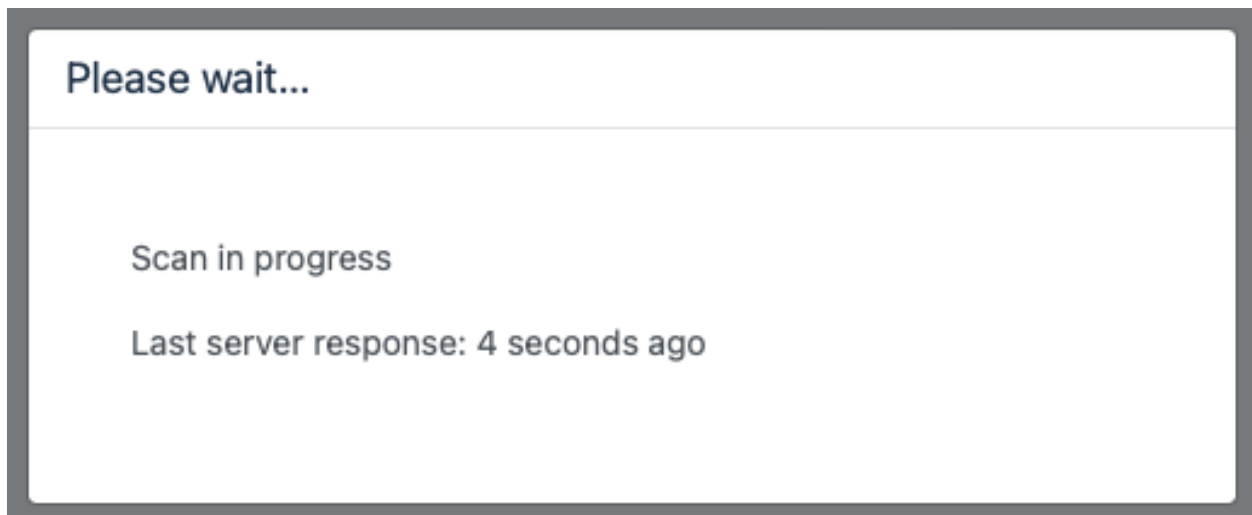 Please wait...
Scan in progress
Last server response: 4 seconds ago